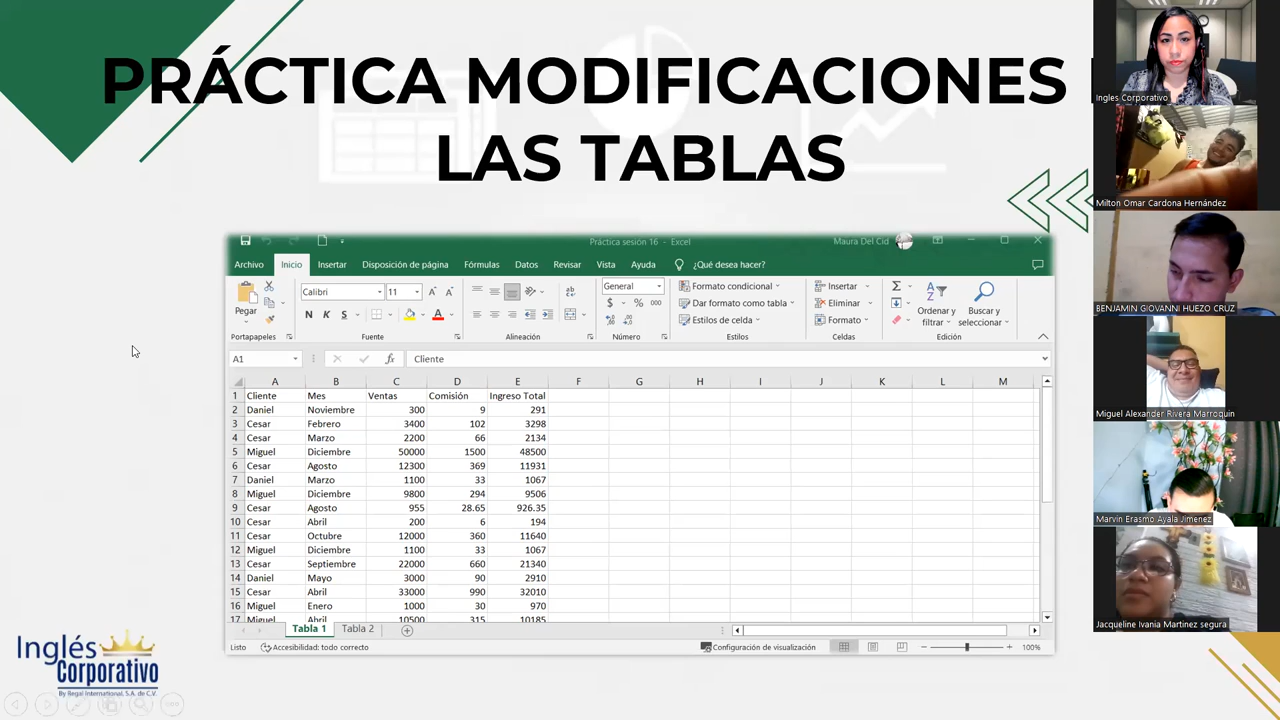 PRÁCTICA MODIFICACIONES
LAS TABLAS
Práctica sesión 16 - Excel
Maura Del Cid
Archivo Inicio Insertar Disposición de página Fórmulas Datos Revisar Vista Ayuda ¿Qué desea hacer?
Pegar
Calibri 11
N K S
General
$ % 000
Formato condicional
Dar formato como tabla
Estilos de celda
Insertar
Eliminar
Formato
Ordenar y filtrar
Buscar y seleccionar
Portapapeles Fuente Alineación Número Estilos Celdas Edición
A1 fx Cliente
A B C D E F G H I J K L M
1 Cliente Mes Ventas Comisión Ingreso Total
2 Daniel Noviembre 300 9 291
3 Cesar Febrero 3400 102 3298
4 Cesar Marzo 2200 66 2134
5 Miguel Diciembre 50000 1500 48500
6 Cesar Agosto 12300 369 11931
7 Daniel Marzo 1100 33 1067
8 Miguel Diciembre 9800 294 9506
9 Cesar Agosto 955 28.65 926.35
10 Cesar Abril 200 6 194
11 Cesar Octubre 12000 360 11640
12 Miguel Diciembre 1100 33 1067
13 Cesar Septiembre 22000 660 21340
14 Daniel Mayo 3000 90 2910
15 Cesar Abril 33000 990 32010
16 Miguel Enero 1000 30 970
17 Miguel Abril 10500 315 10185
Tabla 1 Tabla 2
Listo Accesibilidad: todo correcto Configuración de visualización 100%
Inglés
Corporativo
By Regal International, S.A. de C.V.
Ingles Corporativo
Milton Omar Cardona Hernández
BENJAMIN GIOVANNI HUEZO CRUZ
Miguel Alexander Rivera Marroquin
Marvin Erasmo Ayala Jimenez
Jacqueline Ivania Martinez segura